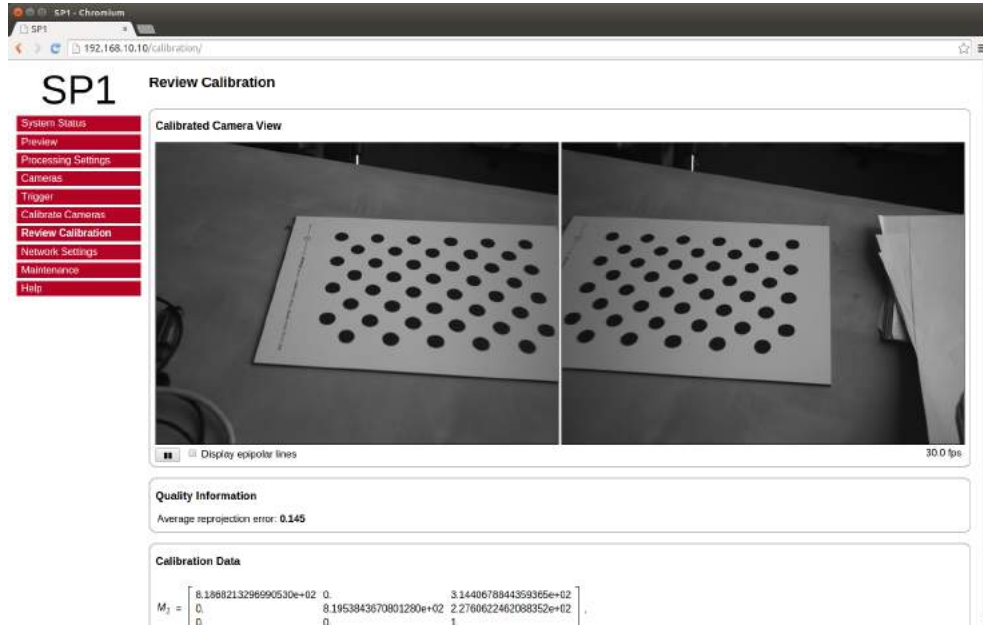 SP1 - Chromium
SP1
192.168.10.10/calibration/
SP1
System Status
Preview
Processing Settings
Cameras
Trigger
Calibrate Cameras
Review Calibration
Network Settings
Maintenance
Help
Review Calibration
Calibrated Camera View
Display epipolar lines
30.0 fps
Quality Information
Average reprojection error: 0.145
Calibration Data
8.1868213296990530e+02 0. 3.1440678844359365e+02
M₁ = 0. 8.1953843670801280e+02 2.2760622462088352e+02 ,
0. 0. 1.